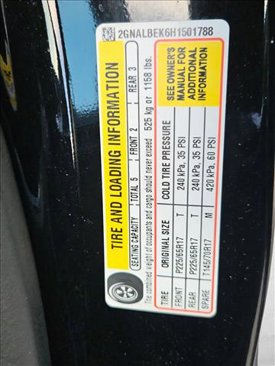 2GNALBEK6H1501788
TIRE AND LOADING INFORMATION
SEATING CAPACITY TOTAL 5 FRONT 2 REAR 3
The combined weight of occupants and cargo should never exceed 525 kg or 1158 lbs.
TIRE ORIGINAL SIZE COLD TIRE PRESSURE
FRONT P225/65R17 T 240 kPa, 35 PSI
REAR P225/65R17 T 240 kPa, 35 PSI
SPARE T145/70R17 M 420 kPa, 60 PSI
SEE OWNER'S
MANUAL FOR
ADDITIONAL
INFORMATION